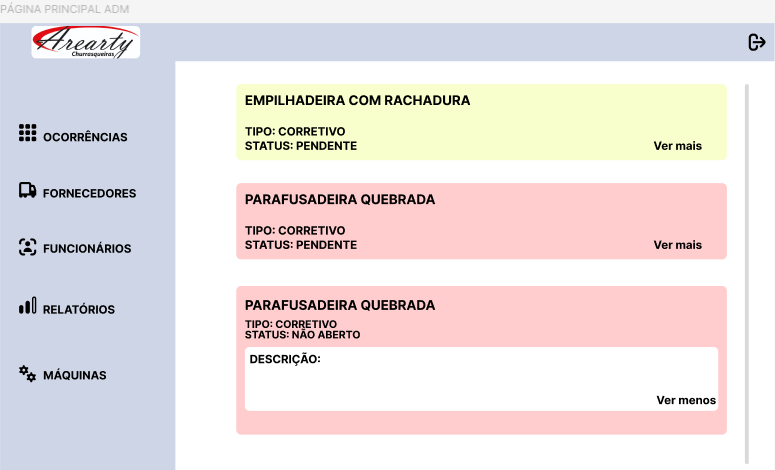 PÁGINA PRINCIPAL ADM
Arearty
Churrasqueiras
OCORRÊNCIAS
FORNECEDORES
FUNCIONÁRIOS
RELATÓRIOS
MÁQUINAS
EMPILHADEIRA COM RACHADURA
TIPO: CORRETIVO
STATUS: PENDENTE
Ver mais
PARAFUSADEIRA QUEBRADA
TIPO: CORRETIVO
STATUS: PENDENTE
Ver mais
PARAFUSADEIRA QUEBRADA
TIPO: CORRETIVO
STATUS: NÃO ABERTO
DESCRIÇÃO:
Ver menos